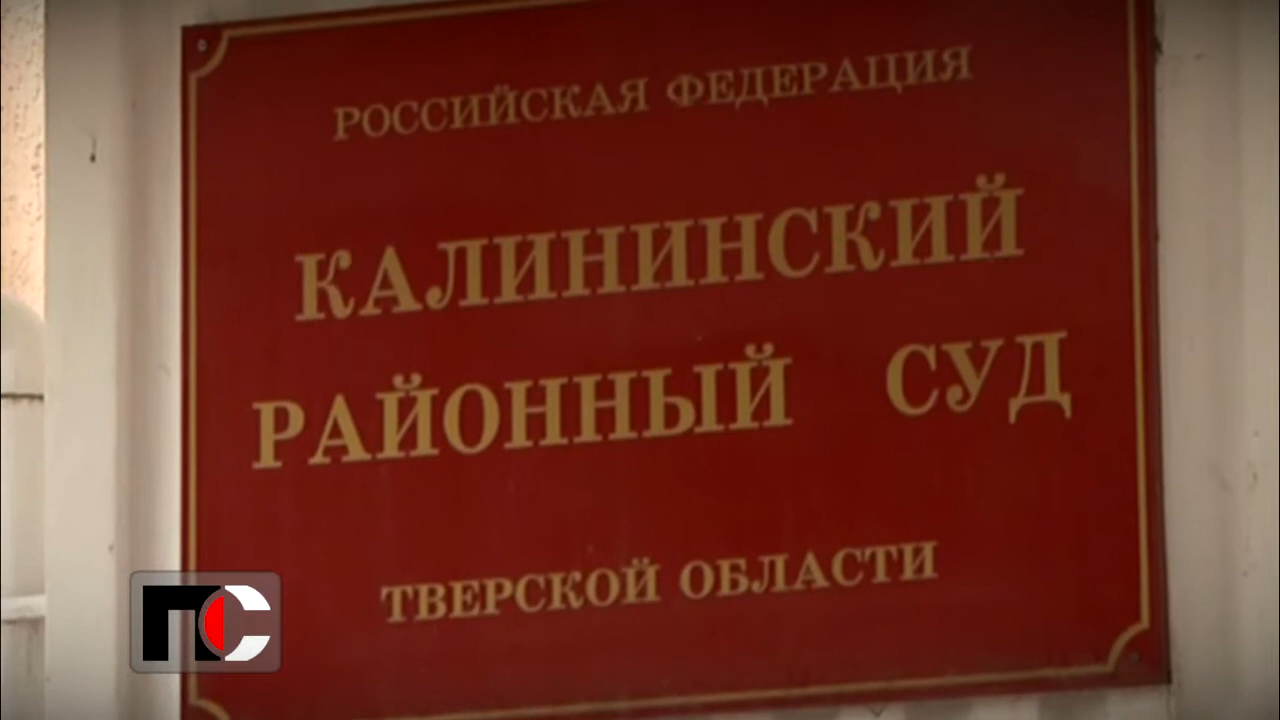 РОССИЙСКАЯ ФЕДЕРАЦИЯ
КАЛИНИНСКИЙ
РАЙОННЫЙ СУД
ТВЕРСКОЙ ОБЛАСТИ
ПС